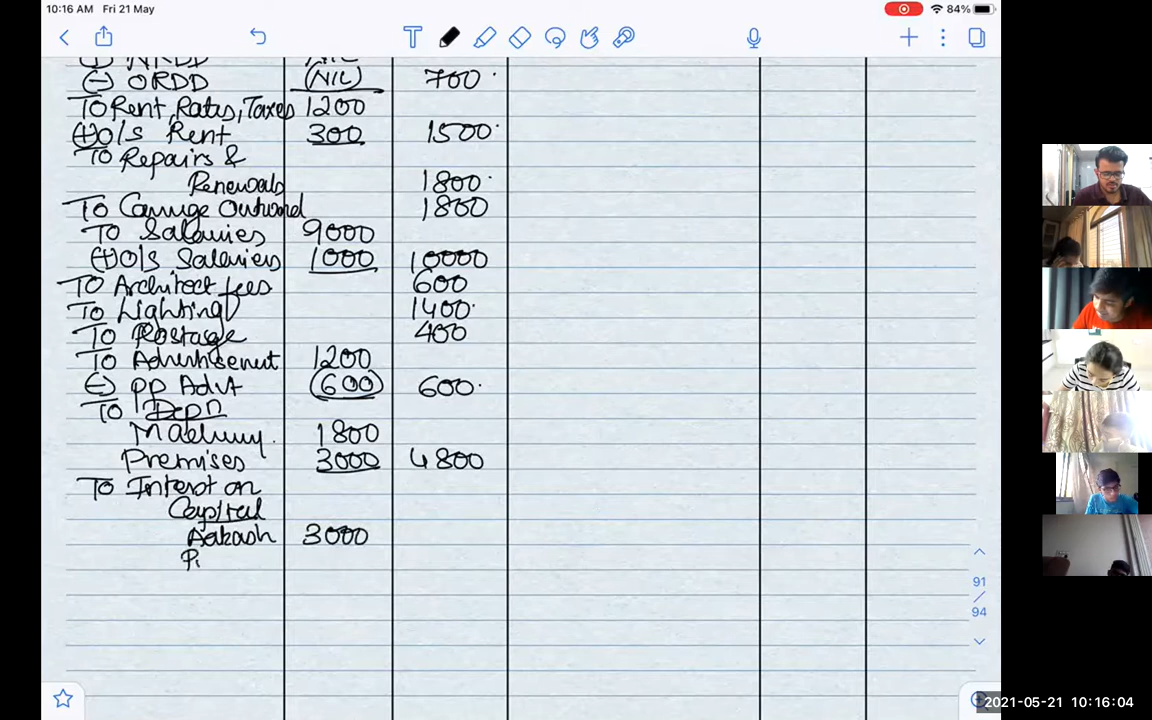 10:16 AM Fri 21 May 84%
(-) ORDD (NIL) 700
To Rent, Rates, Taxes 1200
(+) O/s Rent 300 1500
To Repairs &
Renewals 1800
To Carriage Outward 1800
To Salaries 9000
(+) O/s Salaries 1000 10000
To Architect fees 600
To Lighting 1400
To Postage 400
To Advertisement 1200
(-) PP Advt (600) 600
To Depn
Machinery 1800
Premises 3000 4800
To Interest on
Capital
Aakash 3000
91
/
94
2021-05-21 10:16:04